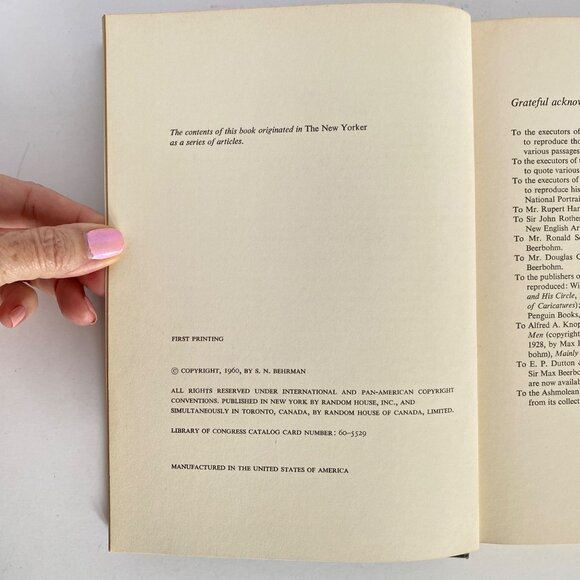 The contents of this book originated in The New Yorker
as a series of articles.
FIRST PRINTING
© COPYRIGHT, 1960, BY S. N. BEHRMAN
ALL RIGHTS RESERVED UNDER INTERNATIONAL AND PAN-AMERICAN COPYRIGHT
CONVENTIONS. PUBLISHED IN NEW YORK BY RANDOM HOUSE, INC., AND
SIMULTANEOUSLY IN TORONTO, CANADA, BY RANDOM HOUSE OF CANADA, LIMITED.
LIBRARY OF CONGRESS CATALOG CARD NUMBER: 60-5529
MANUFACTURED IN THE UNITED STATES OF AMERICA
Grateful acknow
To the executors of
to reproduce tho
various passages
To the executors of
to quote various
To the executors of
to reproduce his
National Portrai
To Mr. Rupert Har
To Sir John Rothe
New English Ar
To Mr. Ronald S
Beerbohm.
To Mr. Douglas C
Beerbohm.
To the publishers o
reproduced: Wi
and His Circle,
of Caricatures);
Penguin Books,
To Alfred A. Knop
Men (copyright
1928, by Max B
bohm), Mainly
To E. P. Dutton &
Sir Max Beerbo
are now availab
To the Ashmolean
from its collect